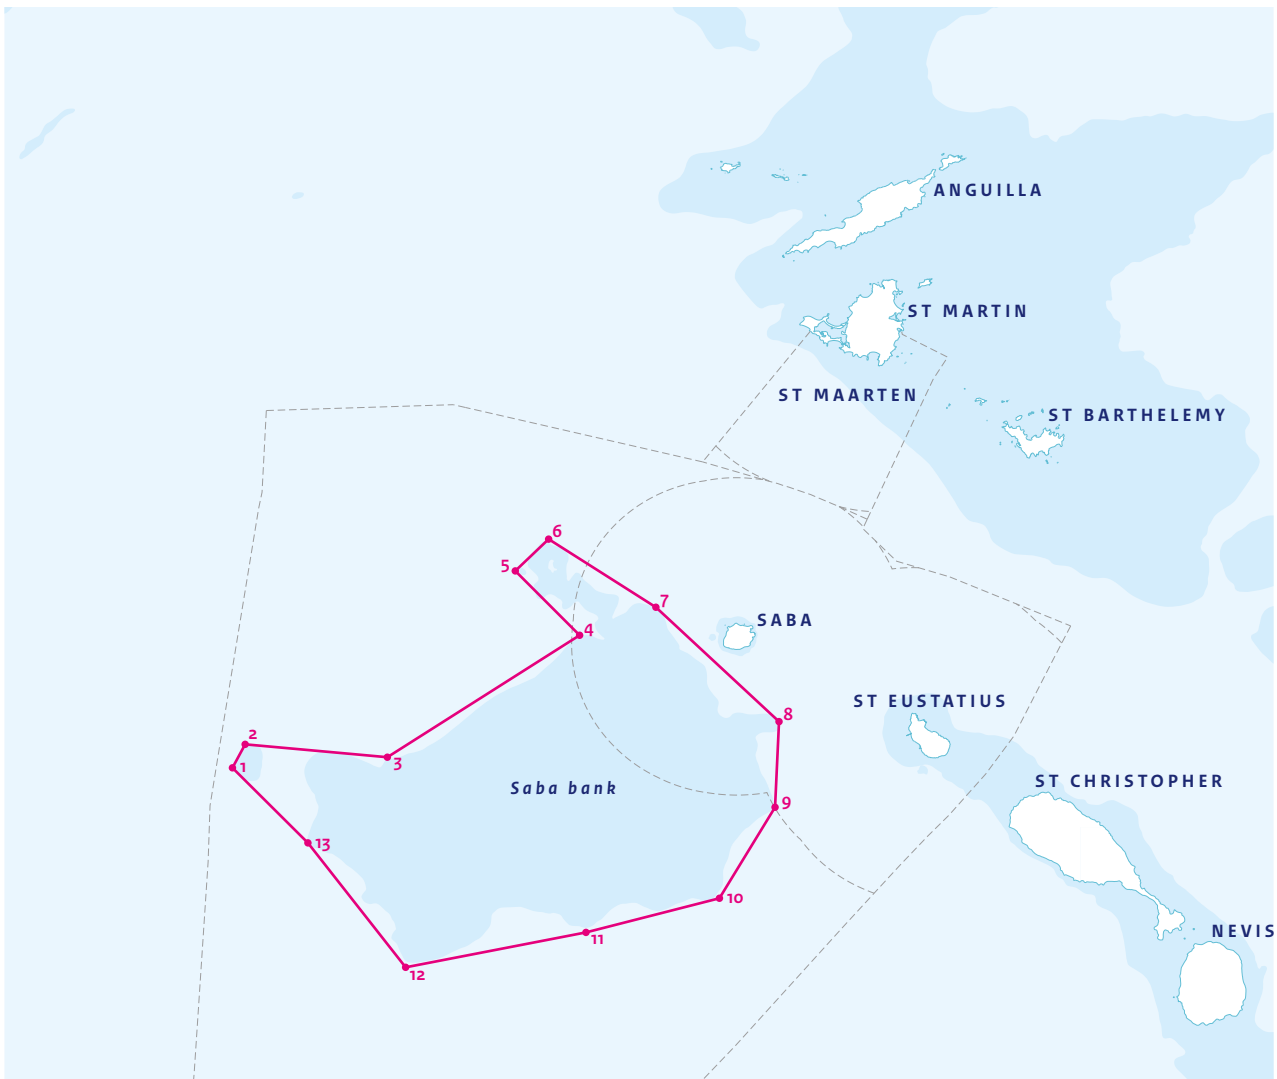 ANGUILLA
ST MARTIN
ST MAARTEN
ST BARTHELEMY
6
5
7
SABA
4
ST EUSTATIUS
8
2
3
1
ST CHRISTOPHER
Saba bank
9
13
10
NEVIS
11
12